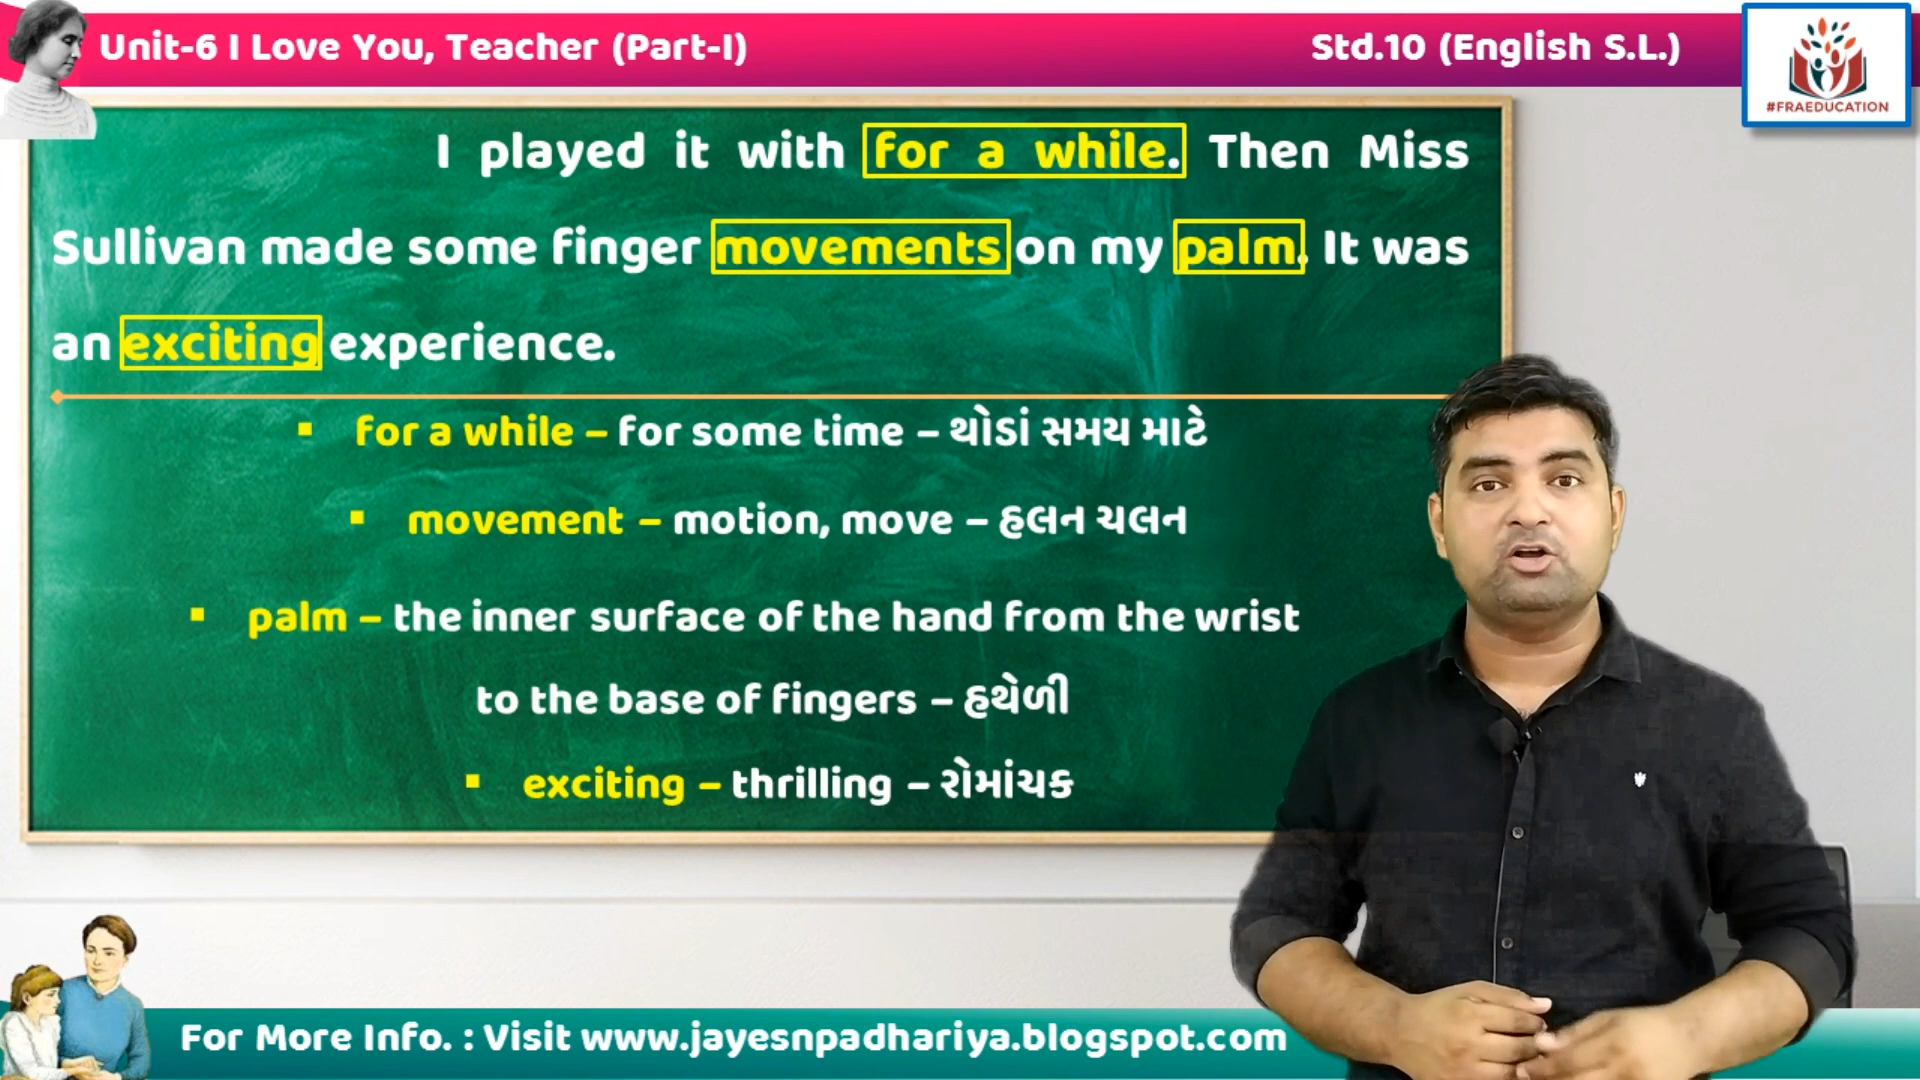 Unit-6 I Love You, Teacher (Part-I)
Std.10 (English S.L.)
#FRAEDUCATION
I played it with for a while. Then Miss
Sullivan made some finger movements on my palm. It was
an exciting experience.
▪ for a while – for some time – થોડાં સમય માટે
▪ movement – motion, move – હલન ચલન
▪ palm – the inner surface of the hand from the wrist
to the base of fingers – હથેળી
▪ exciting – thrilling – રોમાંચક
For More Info. : Visit www.jayesnpadhariya.blogspot.com